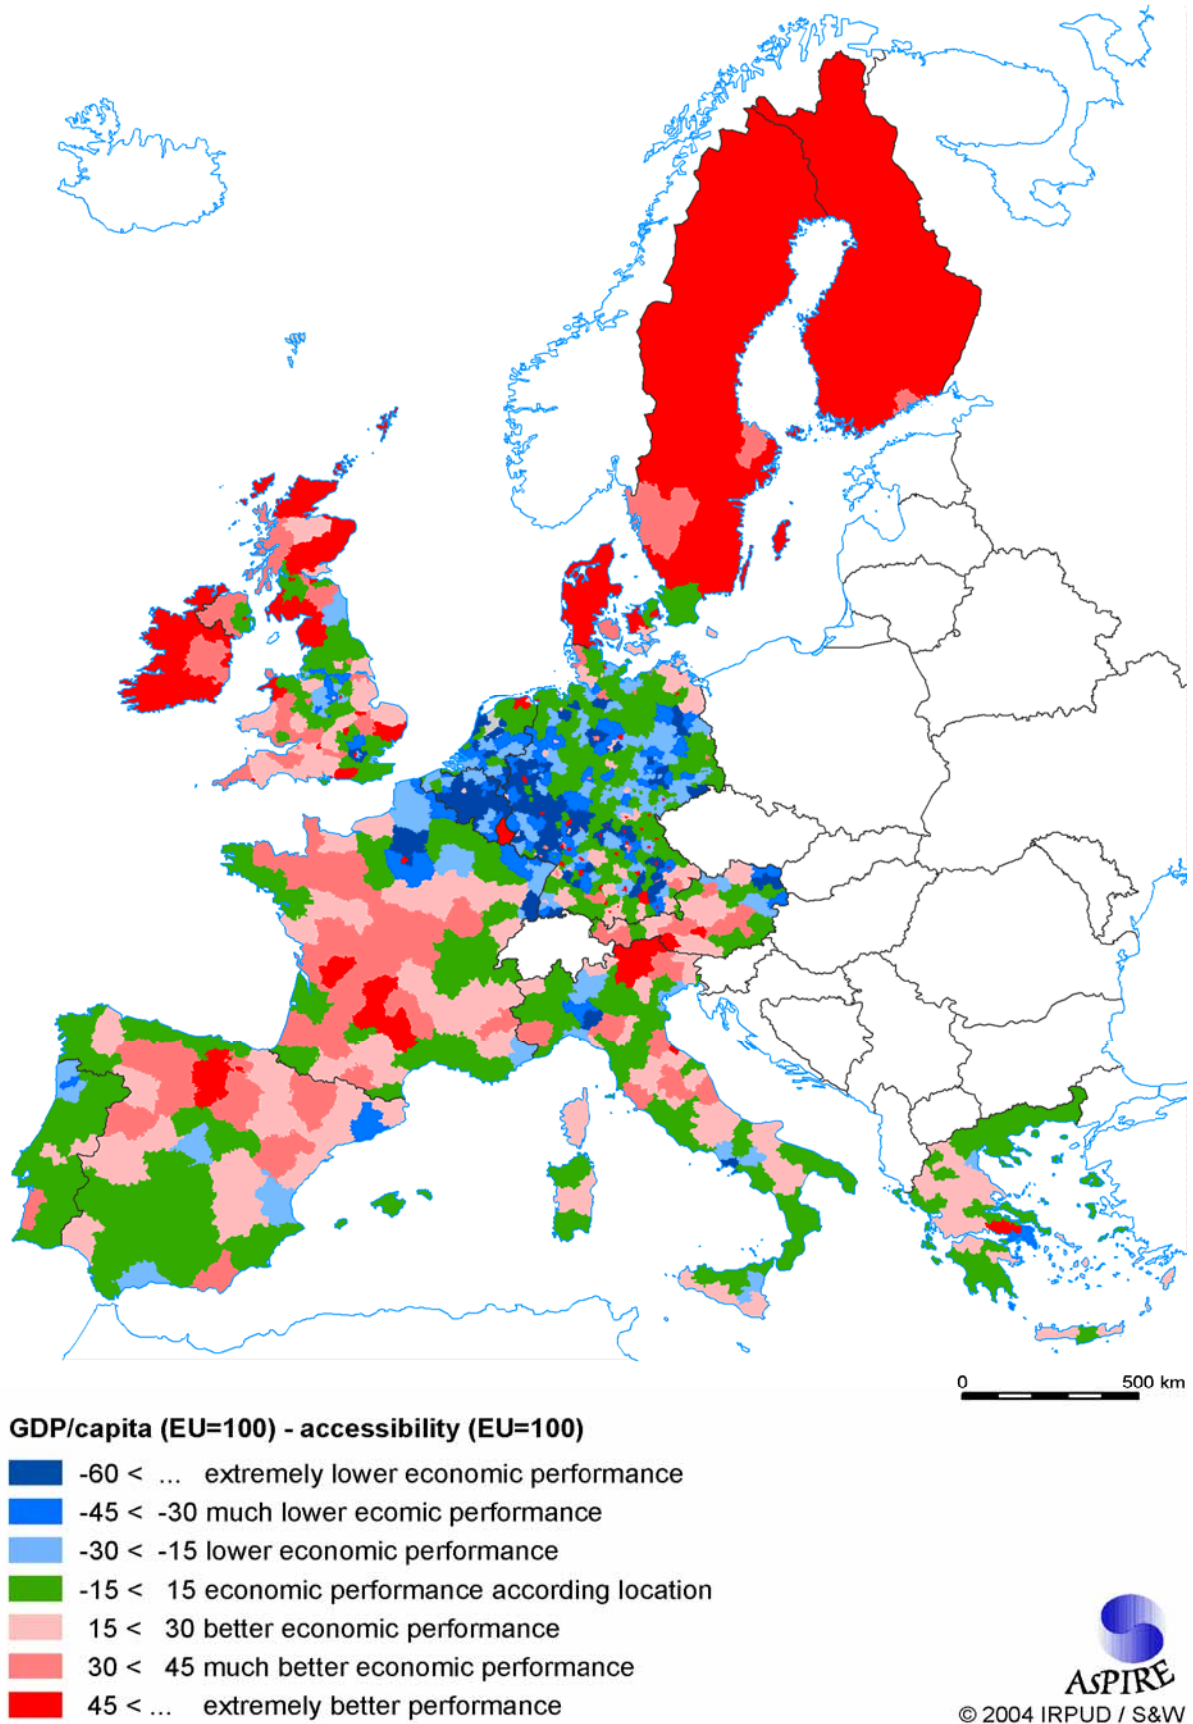 0 500 km
GDP/capita (EU=100) - accessibility (EU=100)
-60 < ... extremely lower economic performance
-45 < -30 much lower ecomic performance
-30 < -15 lower economic performance
-15 < 15 economic performance according location
15 < 30 better economic performance
30 < 45 much better economic performance
45 < ... extremely better performance
ASPIRE
© 2004 IRPUD / S&W